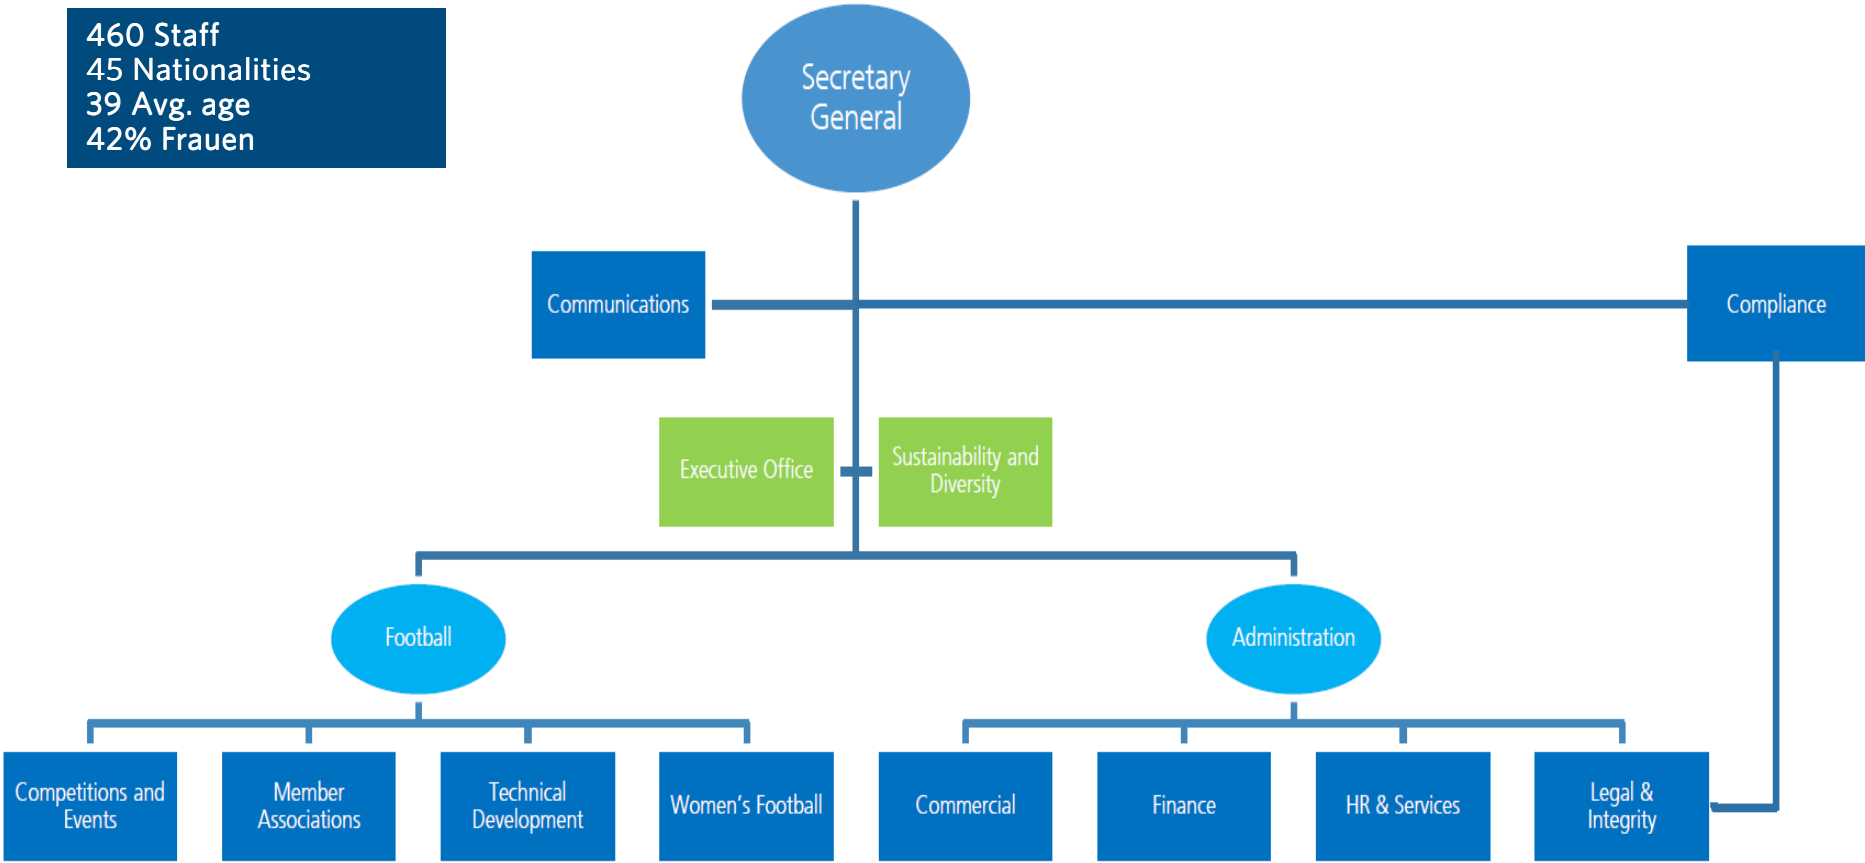 460 Staff
45 Nationalities
39 Avg. age
42% Frauen
Secretary
General
Communications
Compliance
Executive Office
Sustainability and
Diversity
Football
Administration
Competitions and
Events
Member
Associations
Technical
Development
Women's Football
Commercial
Finance
HR & Services
Legal &
Integrity